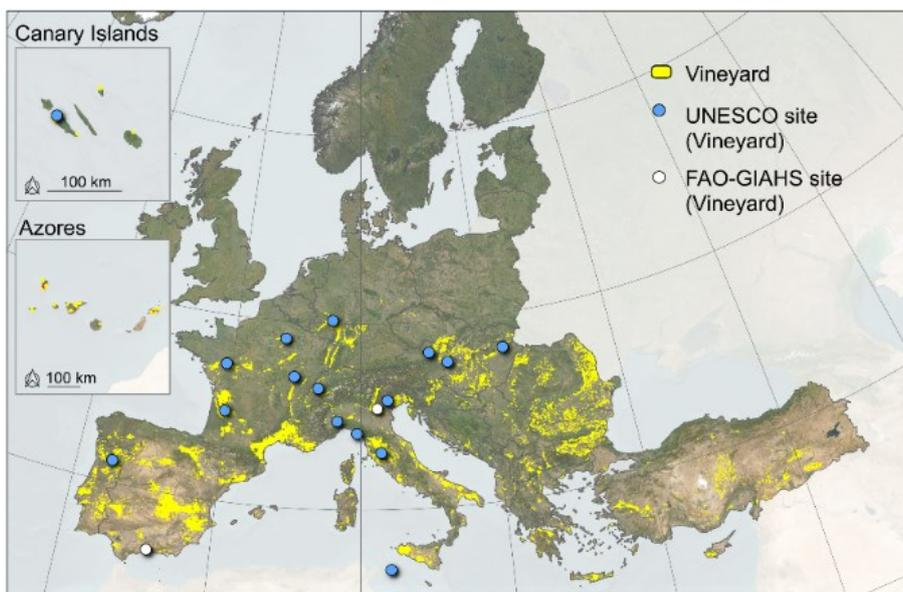 Canary Islands
100 km
Azores
100 km
Vineyard
UNESCO site
(Vineyard)
FAO-GIAHS site
(Vineyard)